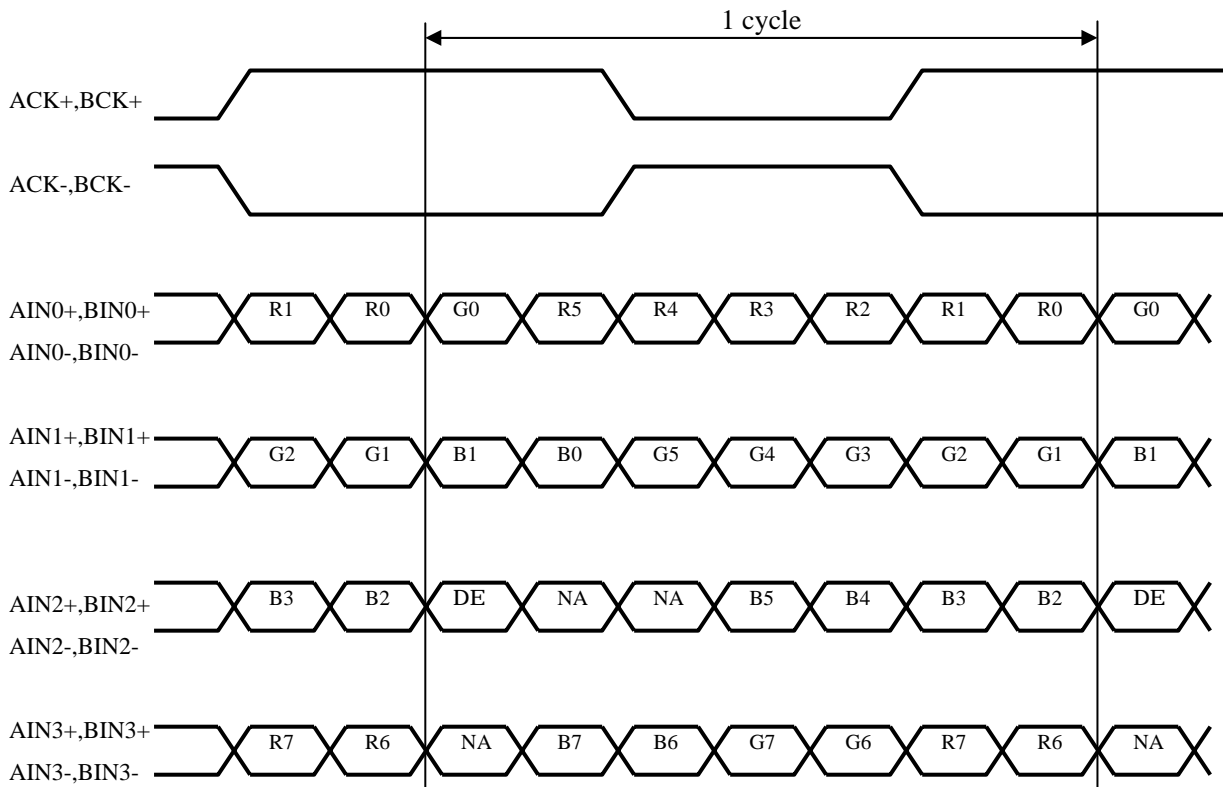 1 cycle
ACK+,BCK+
ACK-,BCK-
AIN0+,BIN0+
R1 R0 G0 R5 R4 R3 R2 R1 R0 G0
AIN0-,BIN0-
AIN1+,BIN1+
G2 G1 B1 B0 G5 G4 G3 G2 G1 B1
AIN1-,BIN1-
AIN2+,BIN2+
B3 B2 DE NA NA B5 B4 B3 B2 DE
AIN2-,BIN2-
AIN3+,BIN3+
R7 R6 NA B7 B6 G7 G6 R7 R6 NA
AIN3-,BIN3-